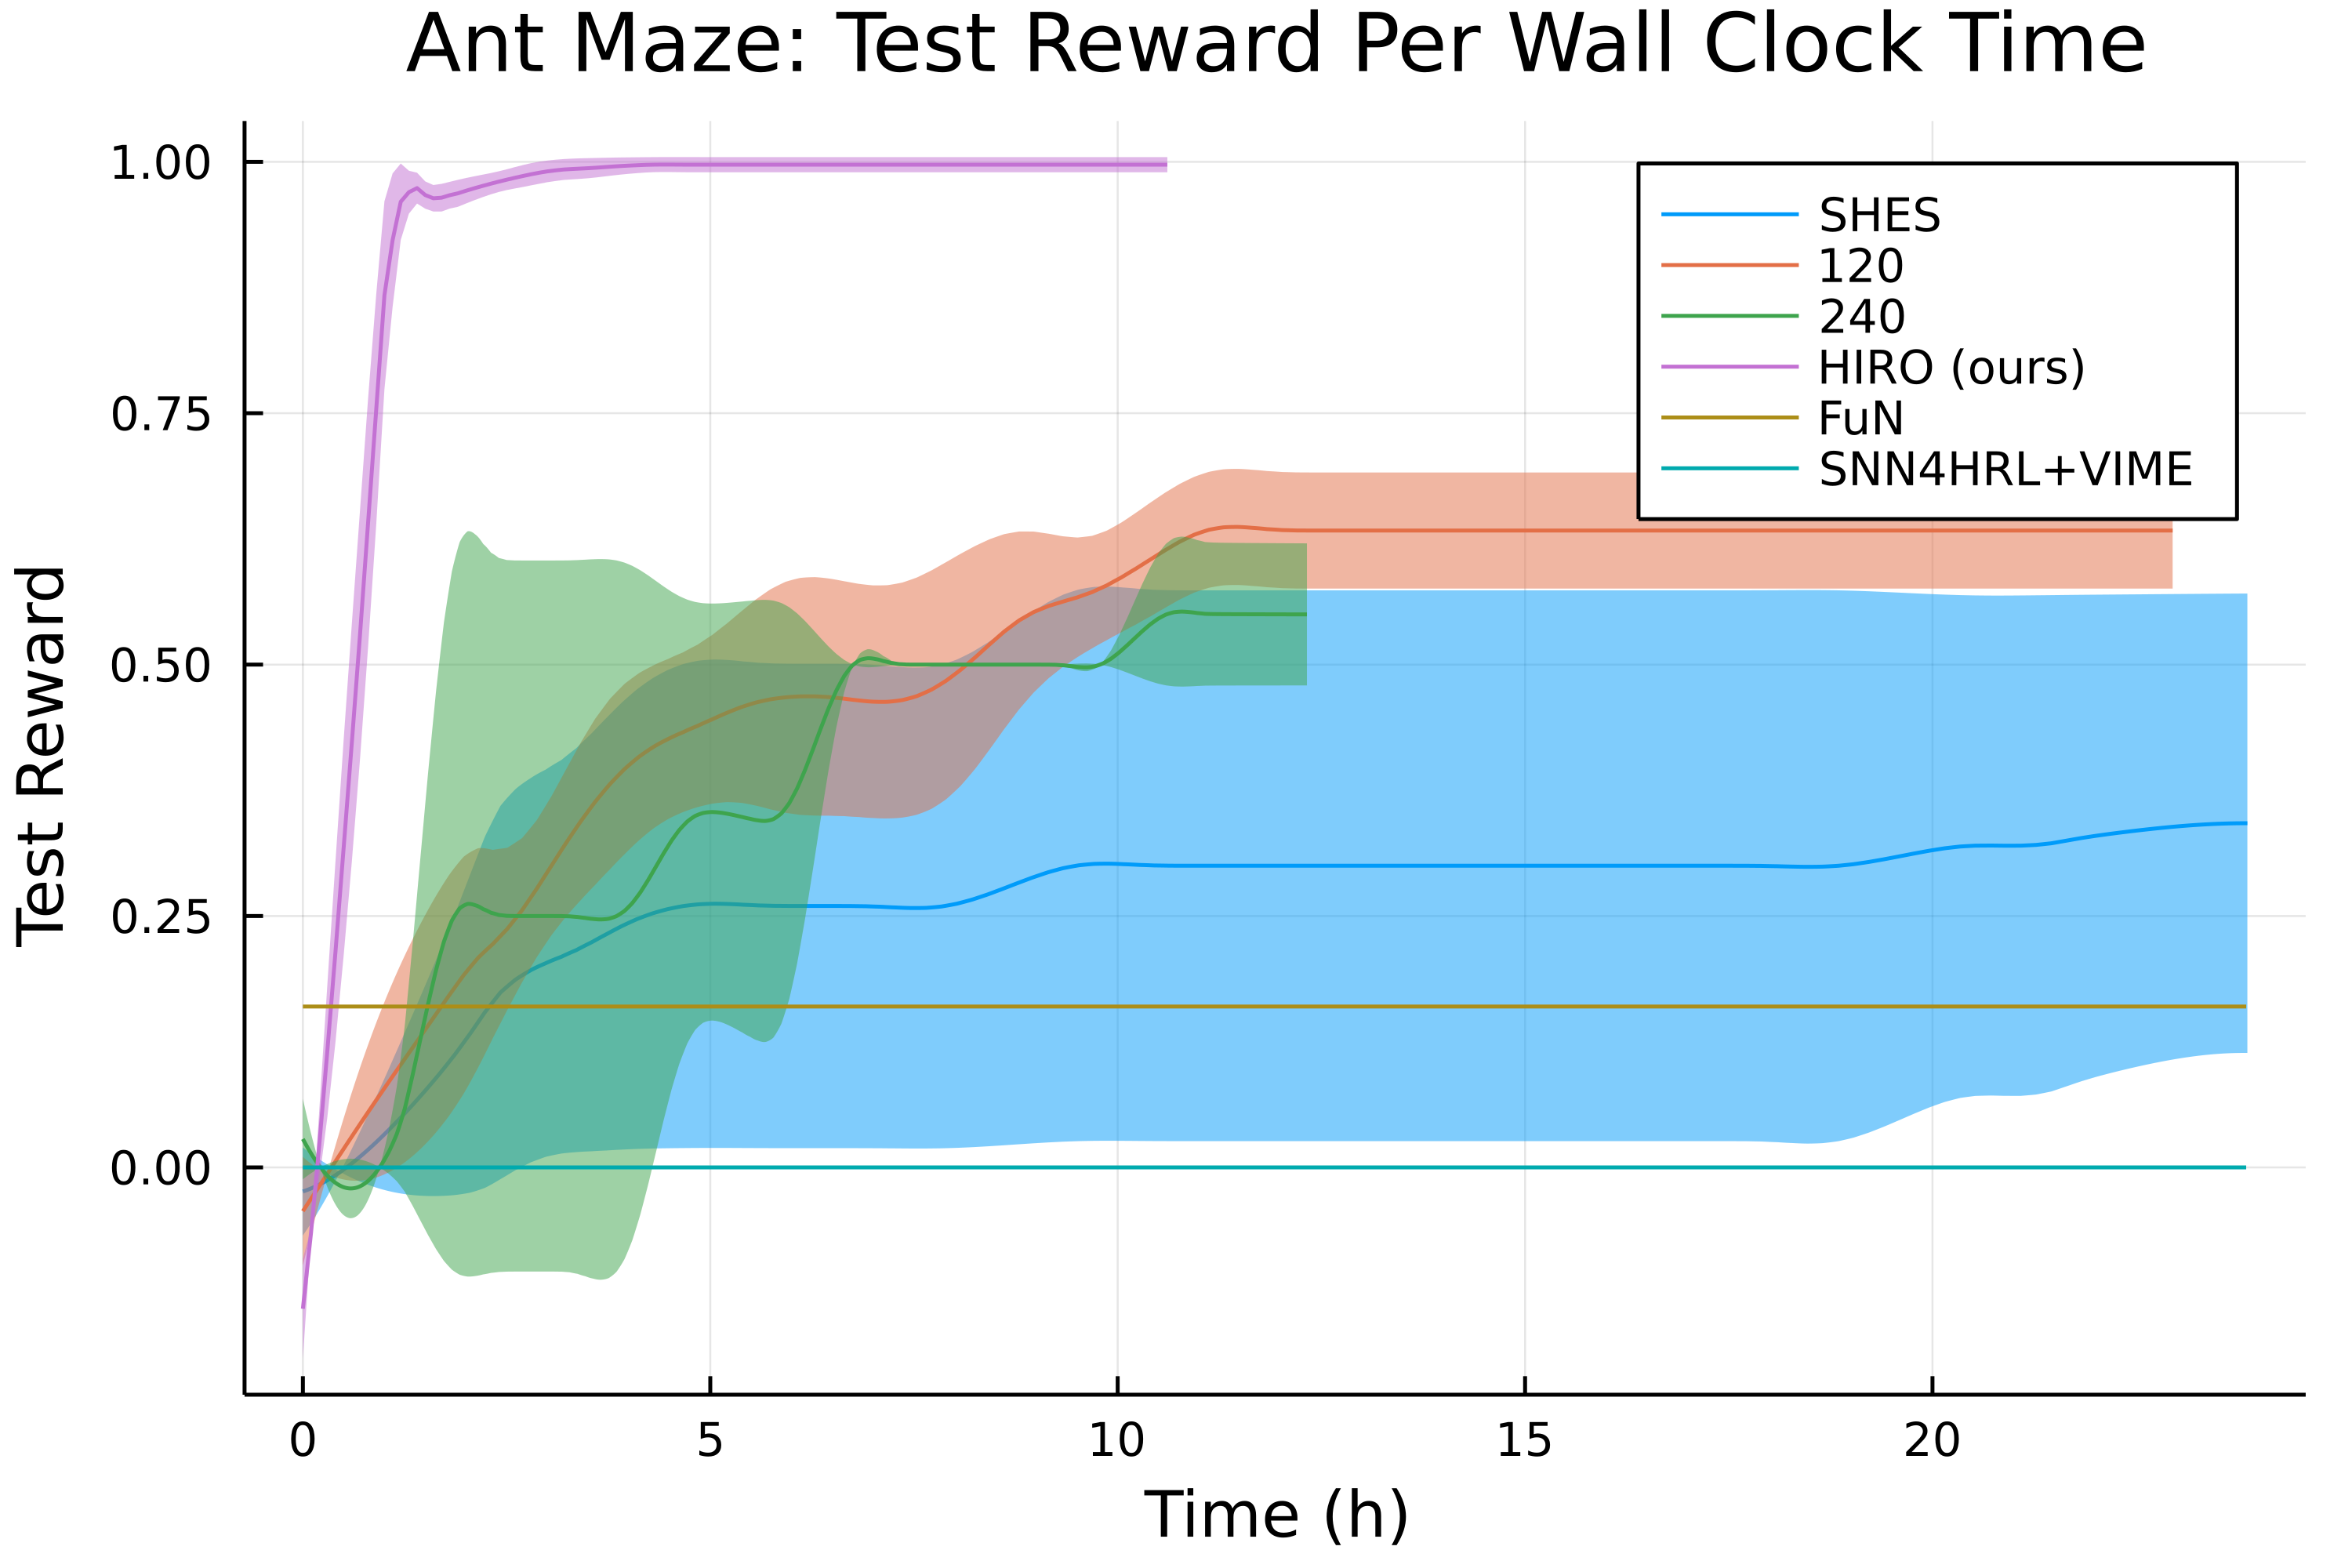 Ant Maze: Test Reward Per Wall Clock Time
1.00
0.75
0.50
0.25
0.00
Test Reward
SHES
120
240
HIRO (ours)
FuN
SNN4HRL+VIME
0
5
10
15
20
Time (h)